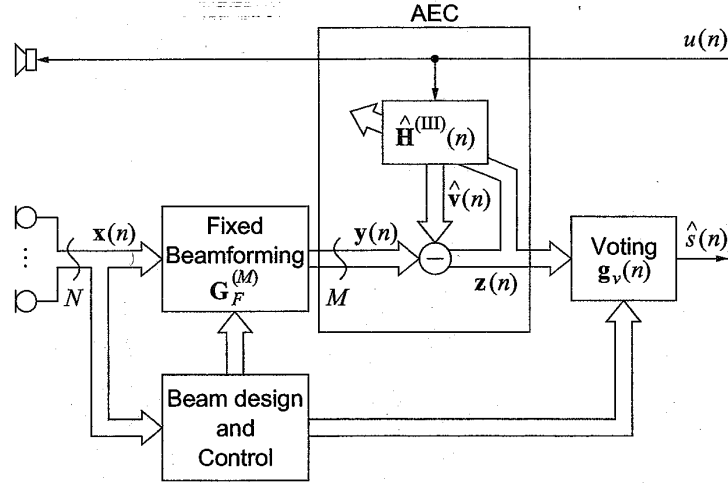 AEC
u(n)
Ĥ^(III)(n)
v̂(n)
x(n)
N
Fixed
Beamforming
G_F^(M)
y(n)
M
−
z(n)
Voting
g_v(n)
ŝ(n)
Beam design
and
Control